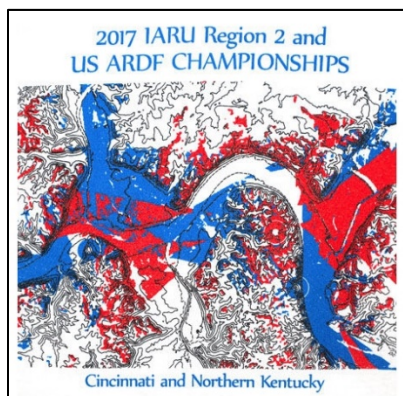 2017 IARU Region 2 and
US ARDF CHAMPIONSHIPS
Cincinnati and Northern Kentucky